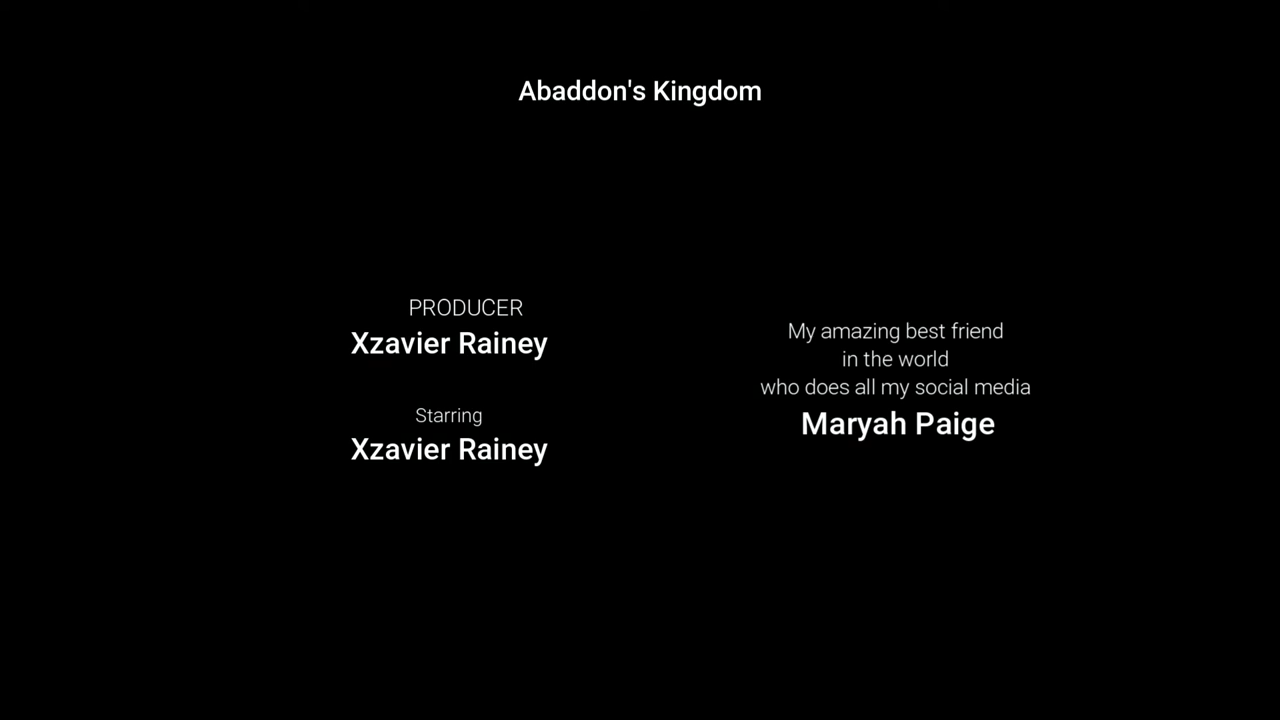 Abaddon's Kingdom
PRODUCER
Xzavier Rainey
Starring
Xzavier Rainey
My amazing best friend
in the world
who does all my social media
Maryah Paige